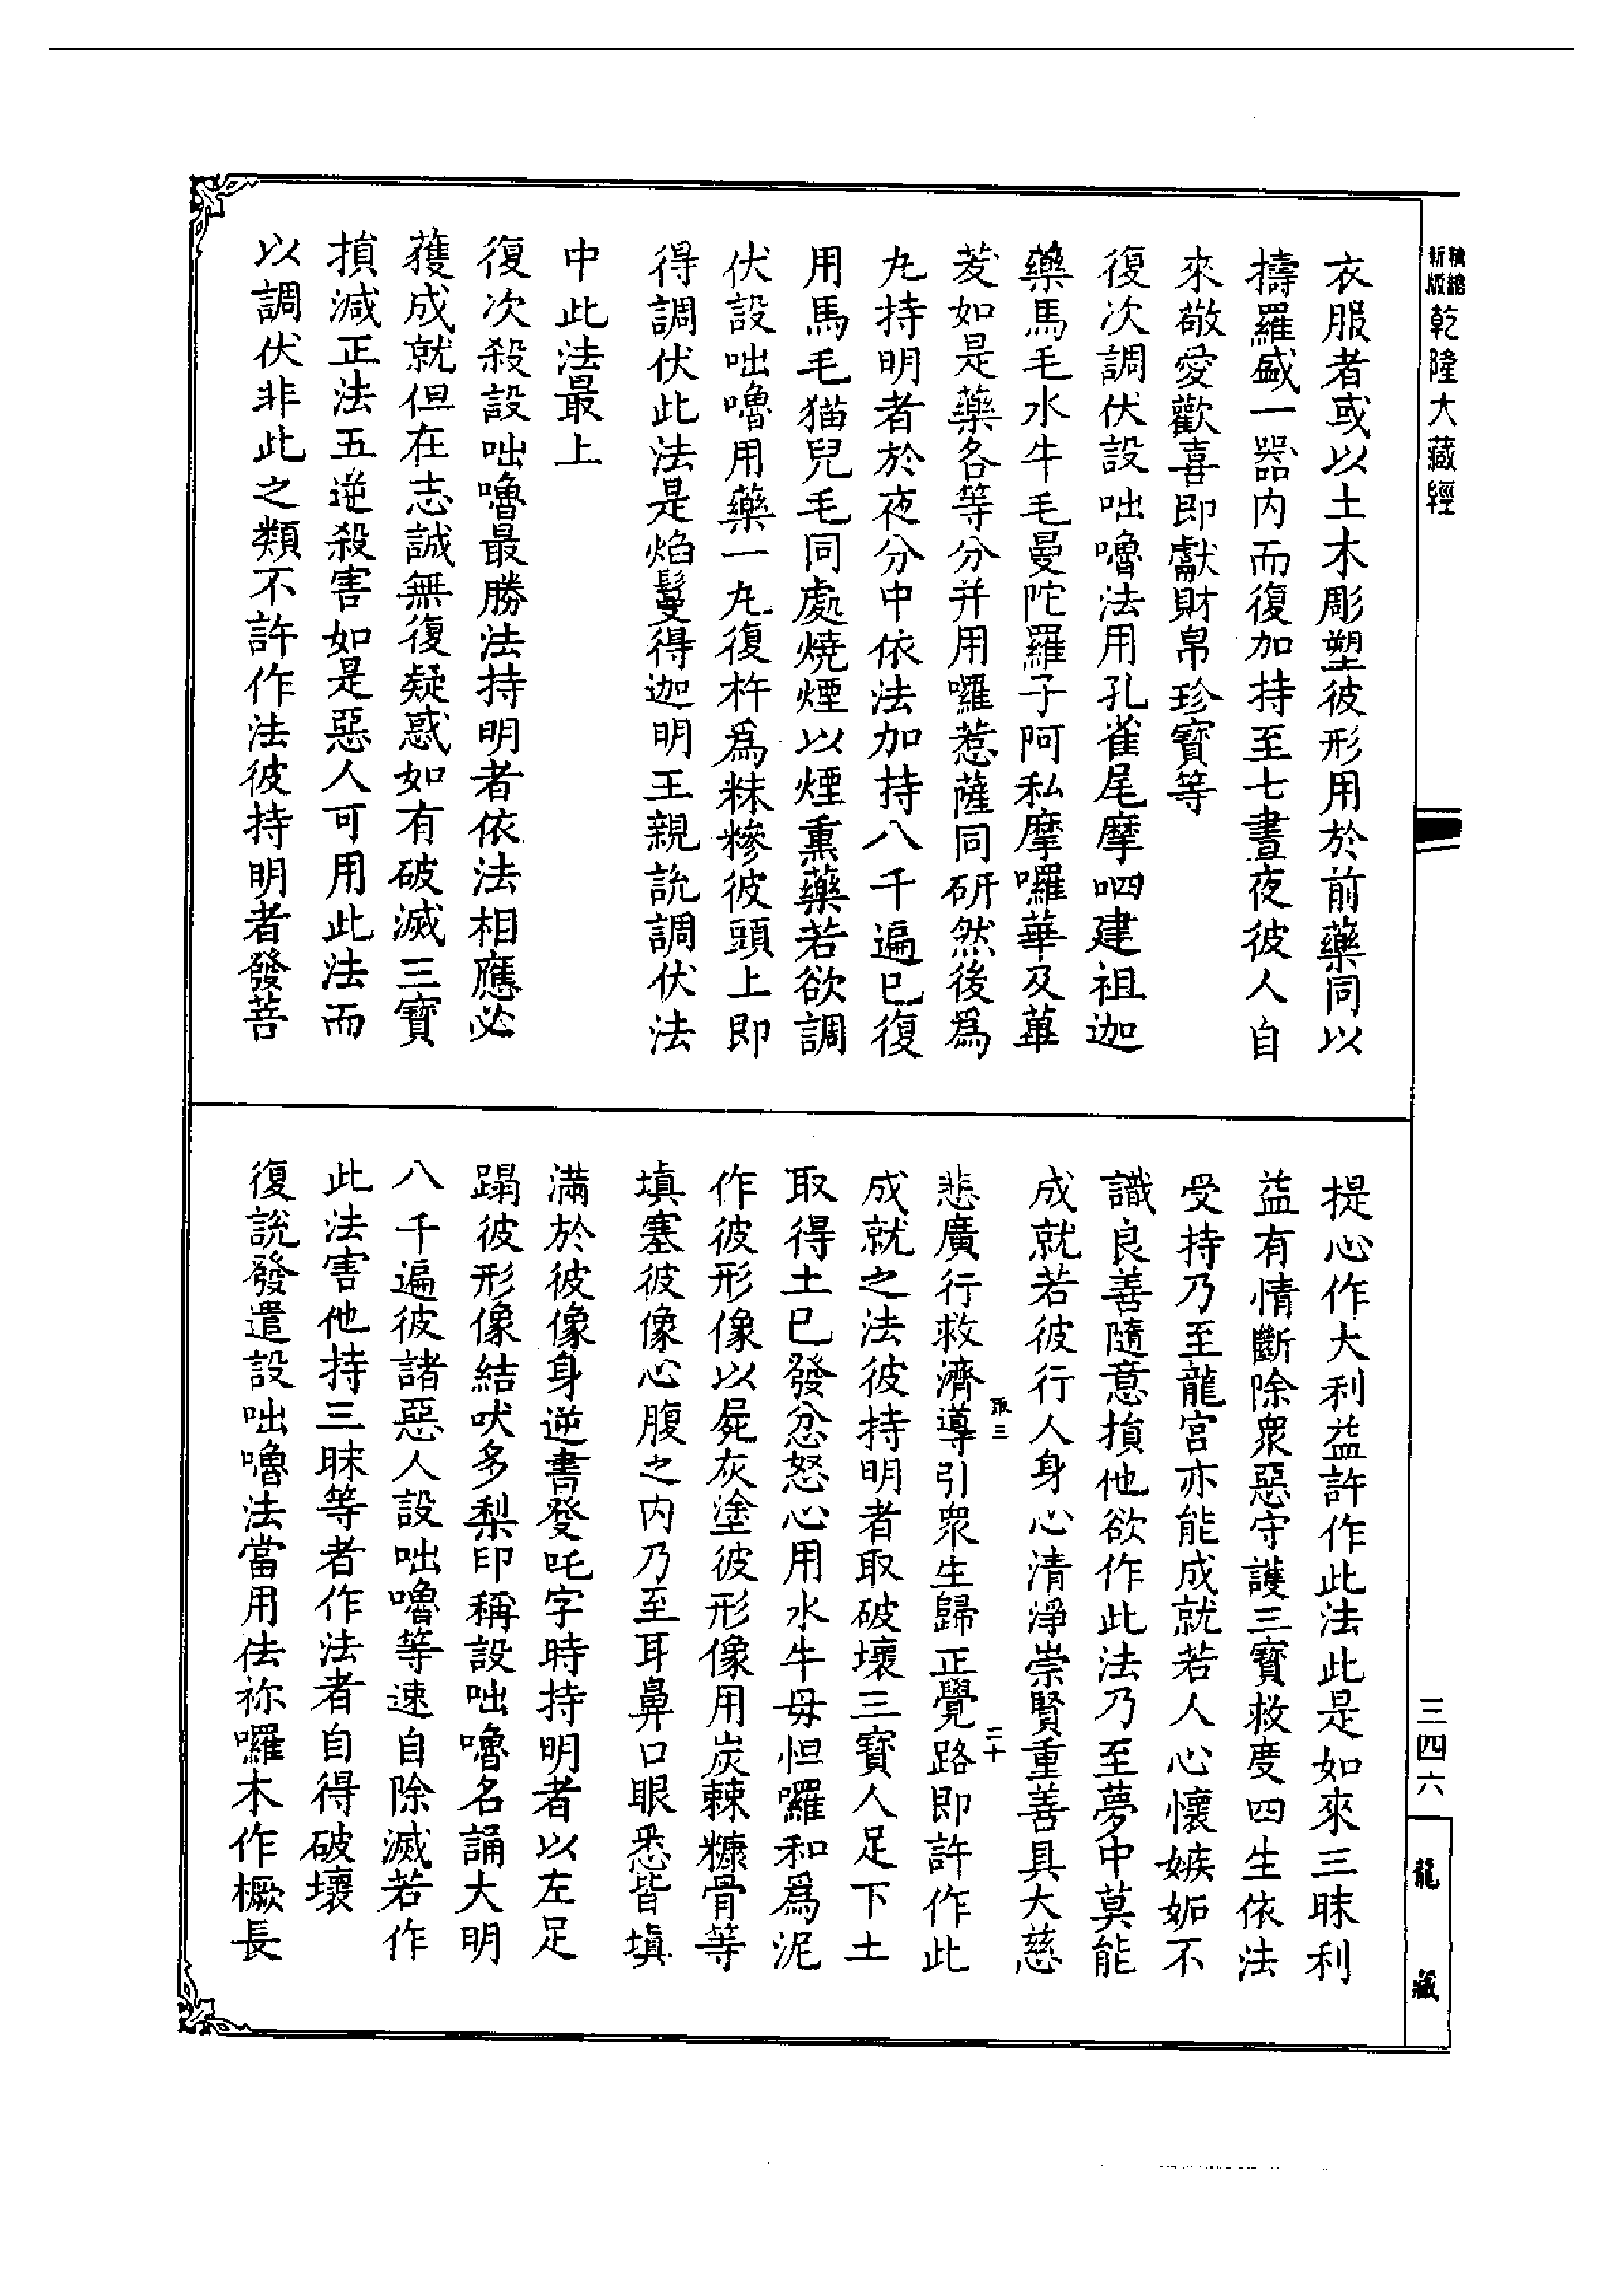 精縮
新版
乾隆大藏經
衣服者或以土木彫塑彼形用於前藥同以
擣羅盛一器內而復加持至七晝夜彼人自
來敬愛歡喜即獻財帛珍寶等
復次調伏設咄嚕法用孔雀尾摩呬建祖迦
藥馬毛水牛毛曼陀羅子阿私摩囉華及蓽
茇如是藥各等分并用囉惹薩同研然後為
丸持明者於夜分中依法加持八千遍已復
用馬毛猫兒毛同處燒煙以煙熏藥若欲調
伏設咄嚕用藥一丸復杵為粖糝彼頭上即
得調伏此法是焰鬘得迦明王親說調伏法
中此法最上
復次殺設咄嚕最勝法持明者依法相應必
獲成就但在志誠無復疑惑如有破滅三寶
損減正法五逆殺害如是惡人可用此法而
以調伏非此之類不許作法彼持明者發菩
提心作大利益許作此法此是如來三昧利
益有情斷除眾惡守護三寶救度四生依法
受持乃至龍宮亦能成就若人心懷嫉妬不
識良善隨意損他欲作此法乃至夢中莫能
成就若彼行人身心清淨崇賢重善具大慈
悲廣行救濟導引眾生歸正覺路即許作此
成就之法彼持明者取破壞三寶人足下土
取得土已發忿怒心用水牛母怛囉和為泥
作彼形像以屍灰塗彼形像用炭棘糠骨等
填塞彼像心腹之內乃至耳鼻口眼悉皆填
滿於彼像身逆書發吒字時持明者以左足
蹋彼形像結吠多梨印稱設咄嚕名誦大明
八千遍彼諸惡人設咄嚕等速自除滅若作
此法害他持三昧等者作法者自得破壞
復說發遣設咄嚕法當用佉祢囉木作橛長
三
二十
三四六
龍
藏